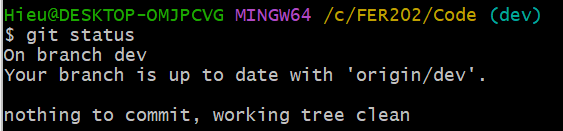 Hieu@DESKTOP-OMJPCVG MINGW64 /c/FER202/Code (dev)
$ git status
On branch dev
Your branch is up to date with 'origin/dev'.
nothing to commit, working tree clean